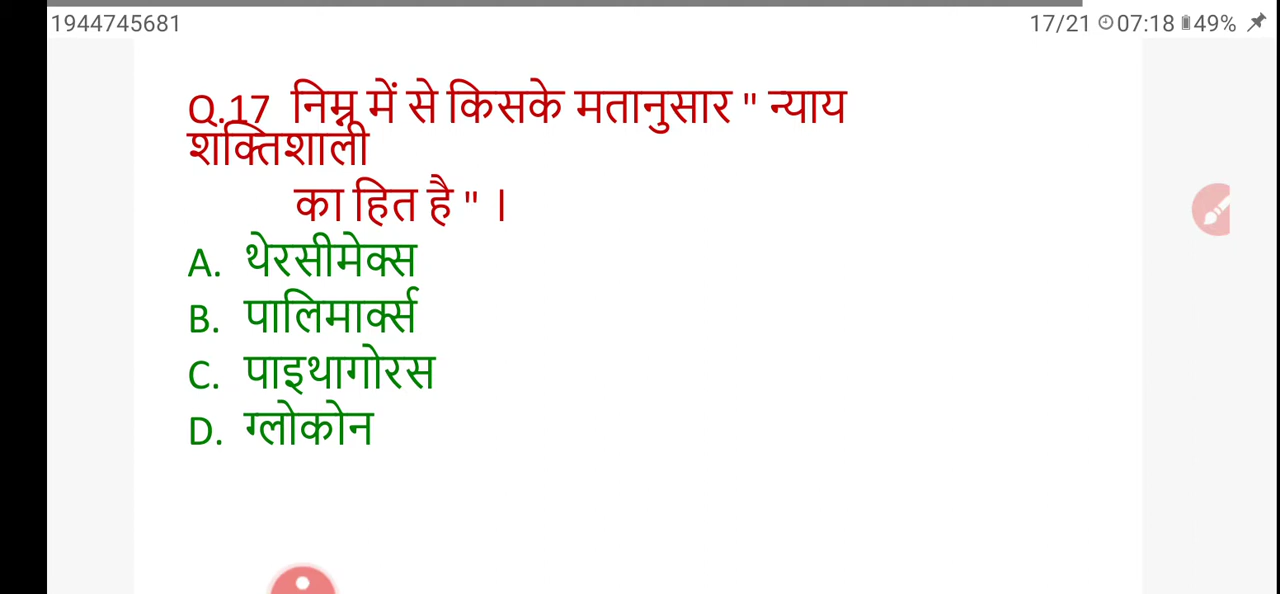 1944745681
17/21 07:18 49%
Q.17 निम्न में से किसके मतानुसार " न्याय
शक्तिशाली
का हित है " ।
A. थेरसीमेक्स
B. पालिमार्क्स
C. पाइथागोरस
D. ग्लोकोन